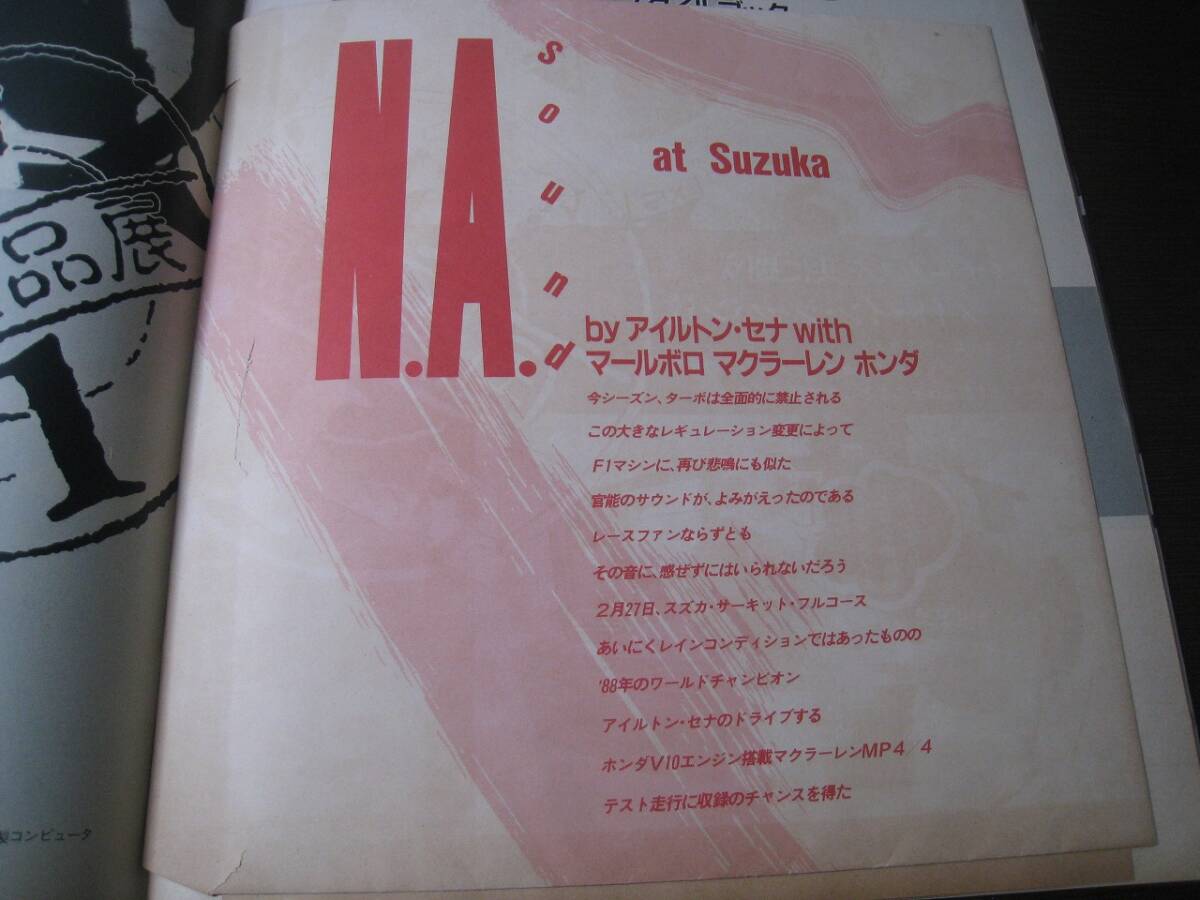 N.A.
Sound
at Suzuka
by アイルトン・セナ with
マールボロ マクラーレン ホンダ
今シーズン、ターボは全面的に禁止される
この大きなレギュレーション変更によって
F1マシンに、再び悲鳴にも似た
官能のサウンドが、よみがえったのである
レースファンならずとも
その音に、感ぜずにはいられないだろう
2月27日、スズカ・サーキット・フルコース
あいにくレインコンディションではあったものの
'88年のワールドチャンピオン
アイルトン・セナのドライブする
ホンダV10エンジン搭載マクラーレンMP4/4
テスト走行に収録のチャンスを得た
品展
製コンピュータ